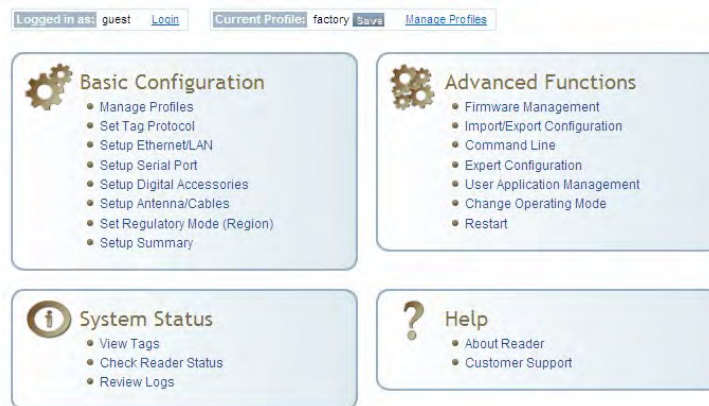 Logged in as: guest Login Current Profile: factory Save Manage Profiles
Basic Configuration
Manage Profiles
Set Tag Protocol
Setup Ethernet/LAN
Setup Serial Port
Setup Digital Accessories
Setup Antenna/Cables
Set Regulatory Mode (Region)
Setup Summary
Advanced Functions
Firmware Management
Import/Export Configuration
Command Line
Expert Configuration
User Application Management
Change Operating Mode
Restart
System Status
View Tags
Check Reader Status
Review Logs
Help
About Reader
Customer Support